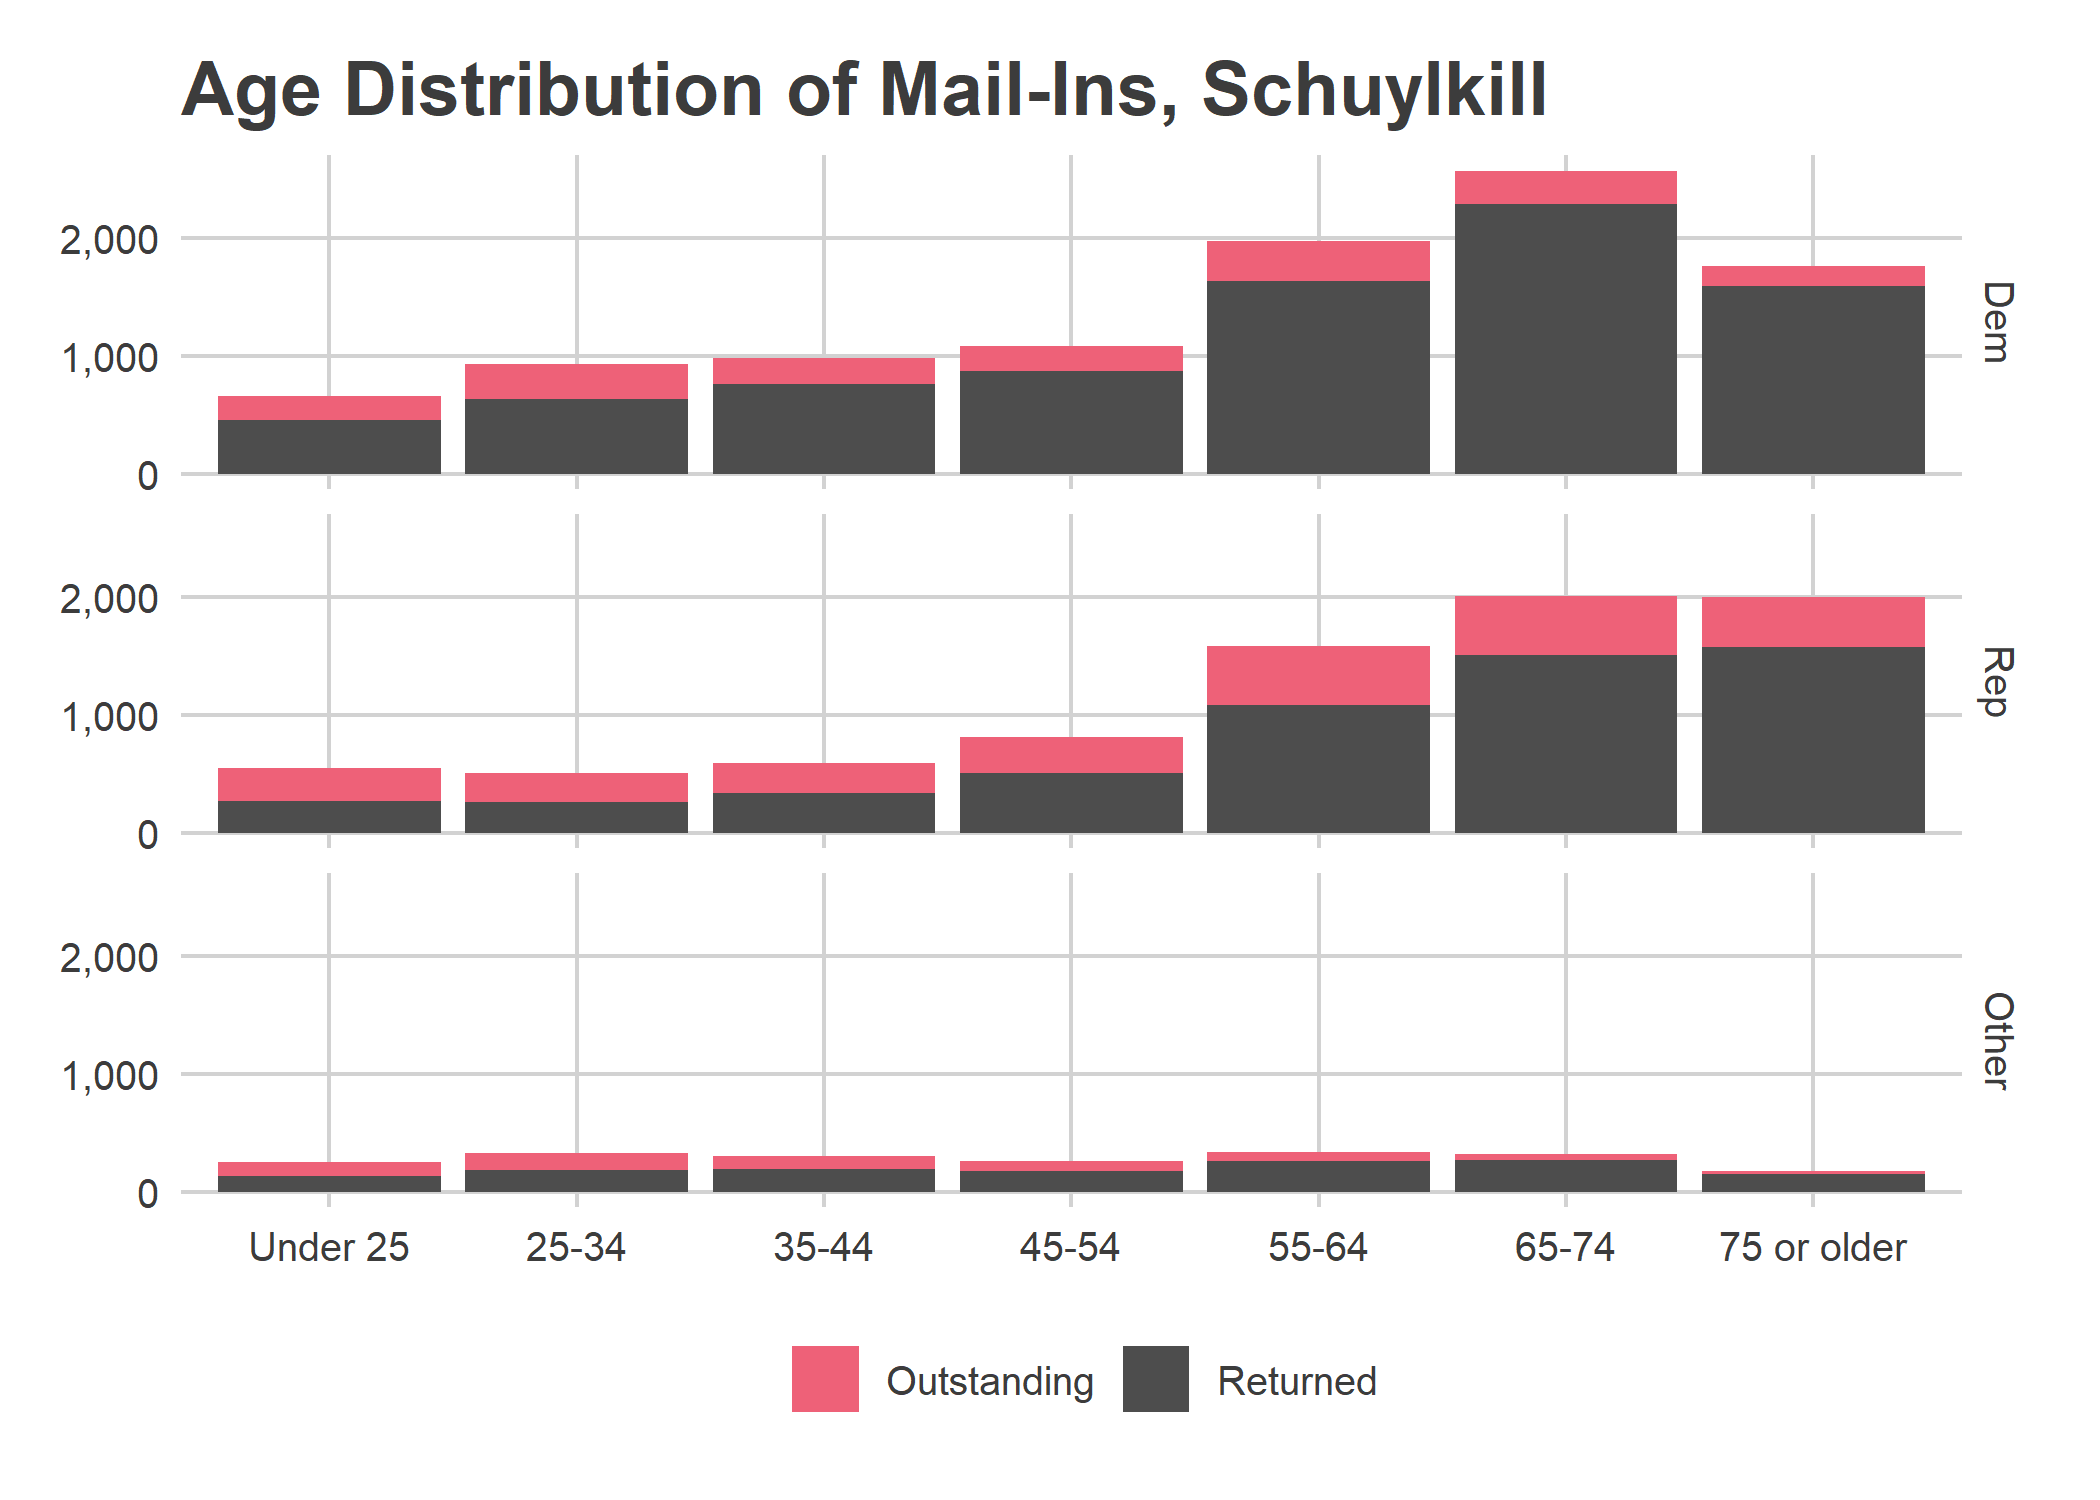 Age Distribution of Mail-Ins, Schuylkill
2,000
1,000
0
Dem
2,000
1,000
0
Rep
2,000
1,000
0
Other
Under 25 25-34 35-44 45-54 55-64 65-74 75 or older
Outstanding Returned